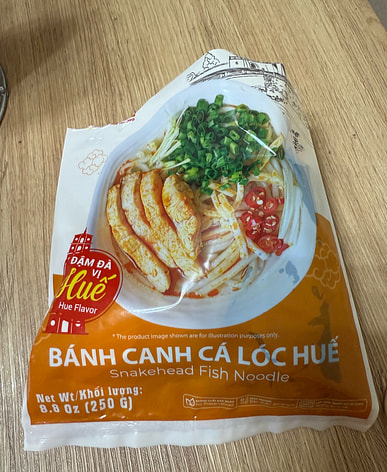 ĐẬM ĐÀ
VỊ
Huế
Hue Flavor
* The product image shown are for illustration purposes only.
BÁNH CANH CÁ LÓC HUẾ
Snakehead Fish Noodle
Net Wt/Khối lượng:
8.8 Oz (250 G)